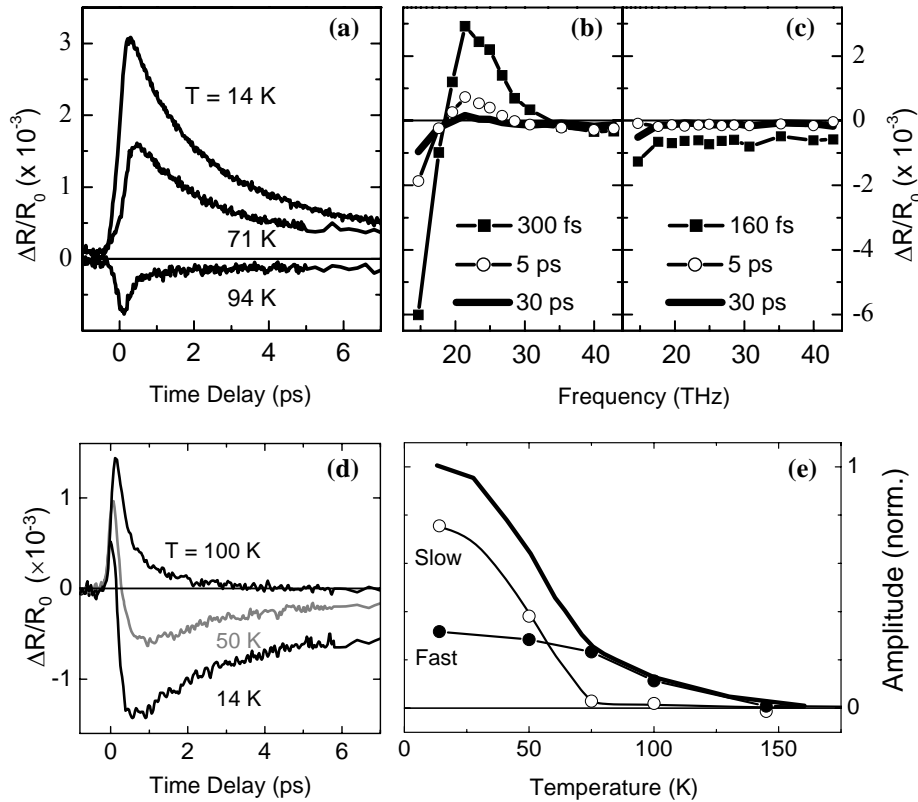 (a)
3
2
1
0
ΔR/R0 (x 10-3)
T = 14 K
71 K
94 K
0 2 4 6
Time Delay (ps)
(b)
300 fs
5 ps
30 ps
20 30 40
(c)
160 fs
5 ps
30 ps
20 30 40
Frequency (THz)
2
0
-2
-4
-6
ΔR/R0 (x 10-3)
(d)
1
0
-1
ΔR/R0 (×10-3)
T = 100 K
50 K
14 K
0 2 4 6
Time Delay (ps)
(e)
Slow
Fast
1
0
Amplitude (norm.)
0 50 100 150
Temperature (K)